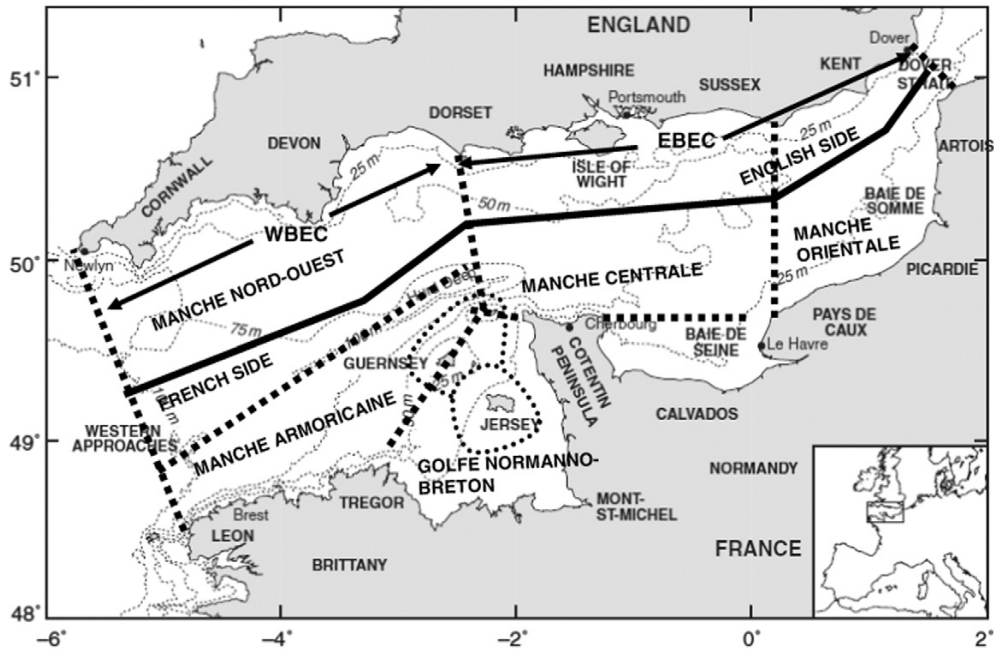 ENGLAND
Dover
51°
HAMPSHIRE
KENT
DOVER
STRAIT
SUSSEX
Portsmouth
DORSET
25 m
DEVON
EBEC
ENGLISH SIDE
ARTOIS
25 m
ISLE OF
WIGHT
CORNWALL
50 m
BAIE DE
SOMME
WBEC
MANCHE
ORIENTALE
50°
Newlyn
MANCHE NORD-OUEST
MANCHE CENTRALE
PICARDIE
25 m
75 m
PAYS DE
CAUX
Cherbourg
BAIE DE
SEINE
Le Havre
GUERNSEY
COTENTIN
PENINSULA
FRENCH SIDE
25 m
CALVADOS
JERSEY
WESTERN
APPROACHES
49°
MANCHE ARMORICAINE
GOLFE NORMANNO-
BRETON
NORMANDY
TREGOR
MONT-
ST-MICHEL
Brest
LEON
FRANCE
BRITTANY
48°
−6°
−4°
−2°
0°
2°